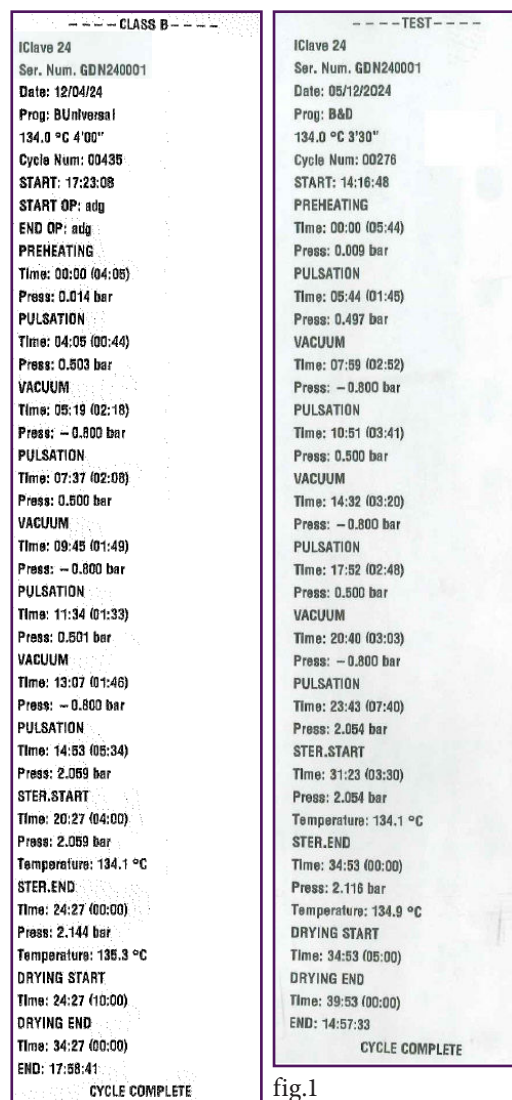 ----CLASS B----
IClave 24
Ser. Num. GDN240001
Date: 12/04/24
Prog: BUniversal
134.0 ºC 4'00"
Cycle Num: 00435
START: 17:23:08
START OP: adg
END OP: adg
PREHEATING
Time: 00:00 (04:05)
Press: 0.014 bar
PULSATION
Time: 04:05 (00:44)
Press: 0.503 bar
VACUUM
Time: 05:19 (02:18)
Press: –0.800 bar
PULSATION
Time: 07:37 (02:08)
Press: 0.500 bar
VACUUM
Time: 09:45 (01:49)
Press: –0.800 bar
PULSATION
Time: 11:34 (01:33)
Press: 0.501 bar
VACUUM
Time: 13:07 (01:46)
Press: –0.800 bar
PULSATION
Time: 14:53 (05:34)
Press: 2.059 bar
STER.START
Time: 20:27 (04:00)
Press: 2.059 bar
Temperature: 134.1 ºC
STER.END
Time: 24:27 (00:00)
Press: 2.144 bar
Temperature: 135.3 ºC
DRYING START
Time: 24:27 (10:00)
DRYING END
Time: 34:27 (00:00)
END: 17:58:41
CYCLE COMPLETE
----TEST----
IClave 24
Ser. Num. GDN240001
Date: 05/12/2024
Prog: B&D
134.0 ºC 3'30"
Cycle Num: 00276
START: 14:16:48
PREHEATING
Time: 00:00 (05:44)
Press: 0.009 bar
PULSATION
Time: 05:44 (01:45)
Press: 0.497 bar
VACUUM
Time: 07:59 (02:52)
Press: –0.800 bar
PULSATION
Time: 10:51 (03:41)
Press: 0.500 bar
VACUUM
Time: 14:32 (03:20)
Press: –0.800 bar
PULSATION
Time: 17:52 (02:48)
Press: 0.500 bar
VACUUM
Time: 20:40 (03:03)
Press: –0.800 bar
PULSATION
Time: 23:43 (07:40)
Press: 2.054 bar
STER.START
Time: 31:23 (03:30)
Press: 2.054 bar
Temperature: 134.1 ºC
STER.END
Time: 34:53 (00:00)
Press: 2.116 bar
Temperature: 134.9 ºC
DRYING START
Time: 34:53 (05:00)
DRYING END
Time: 39:53 (00:00)
END: 14:57:33
CYCLE COMPLETE
fig.1